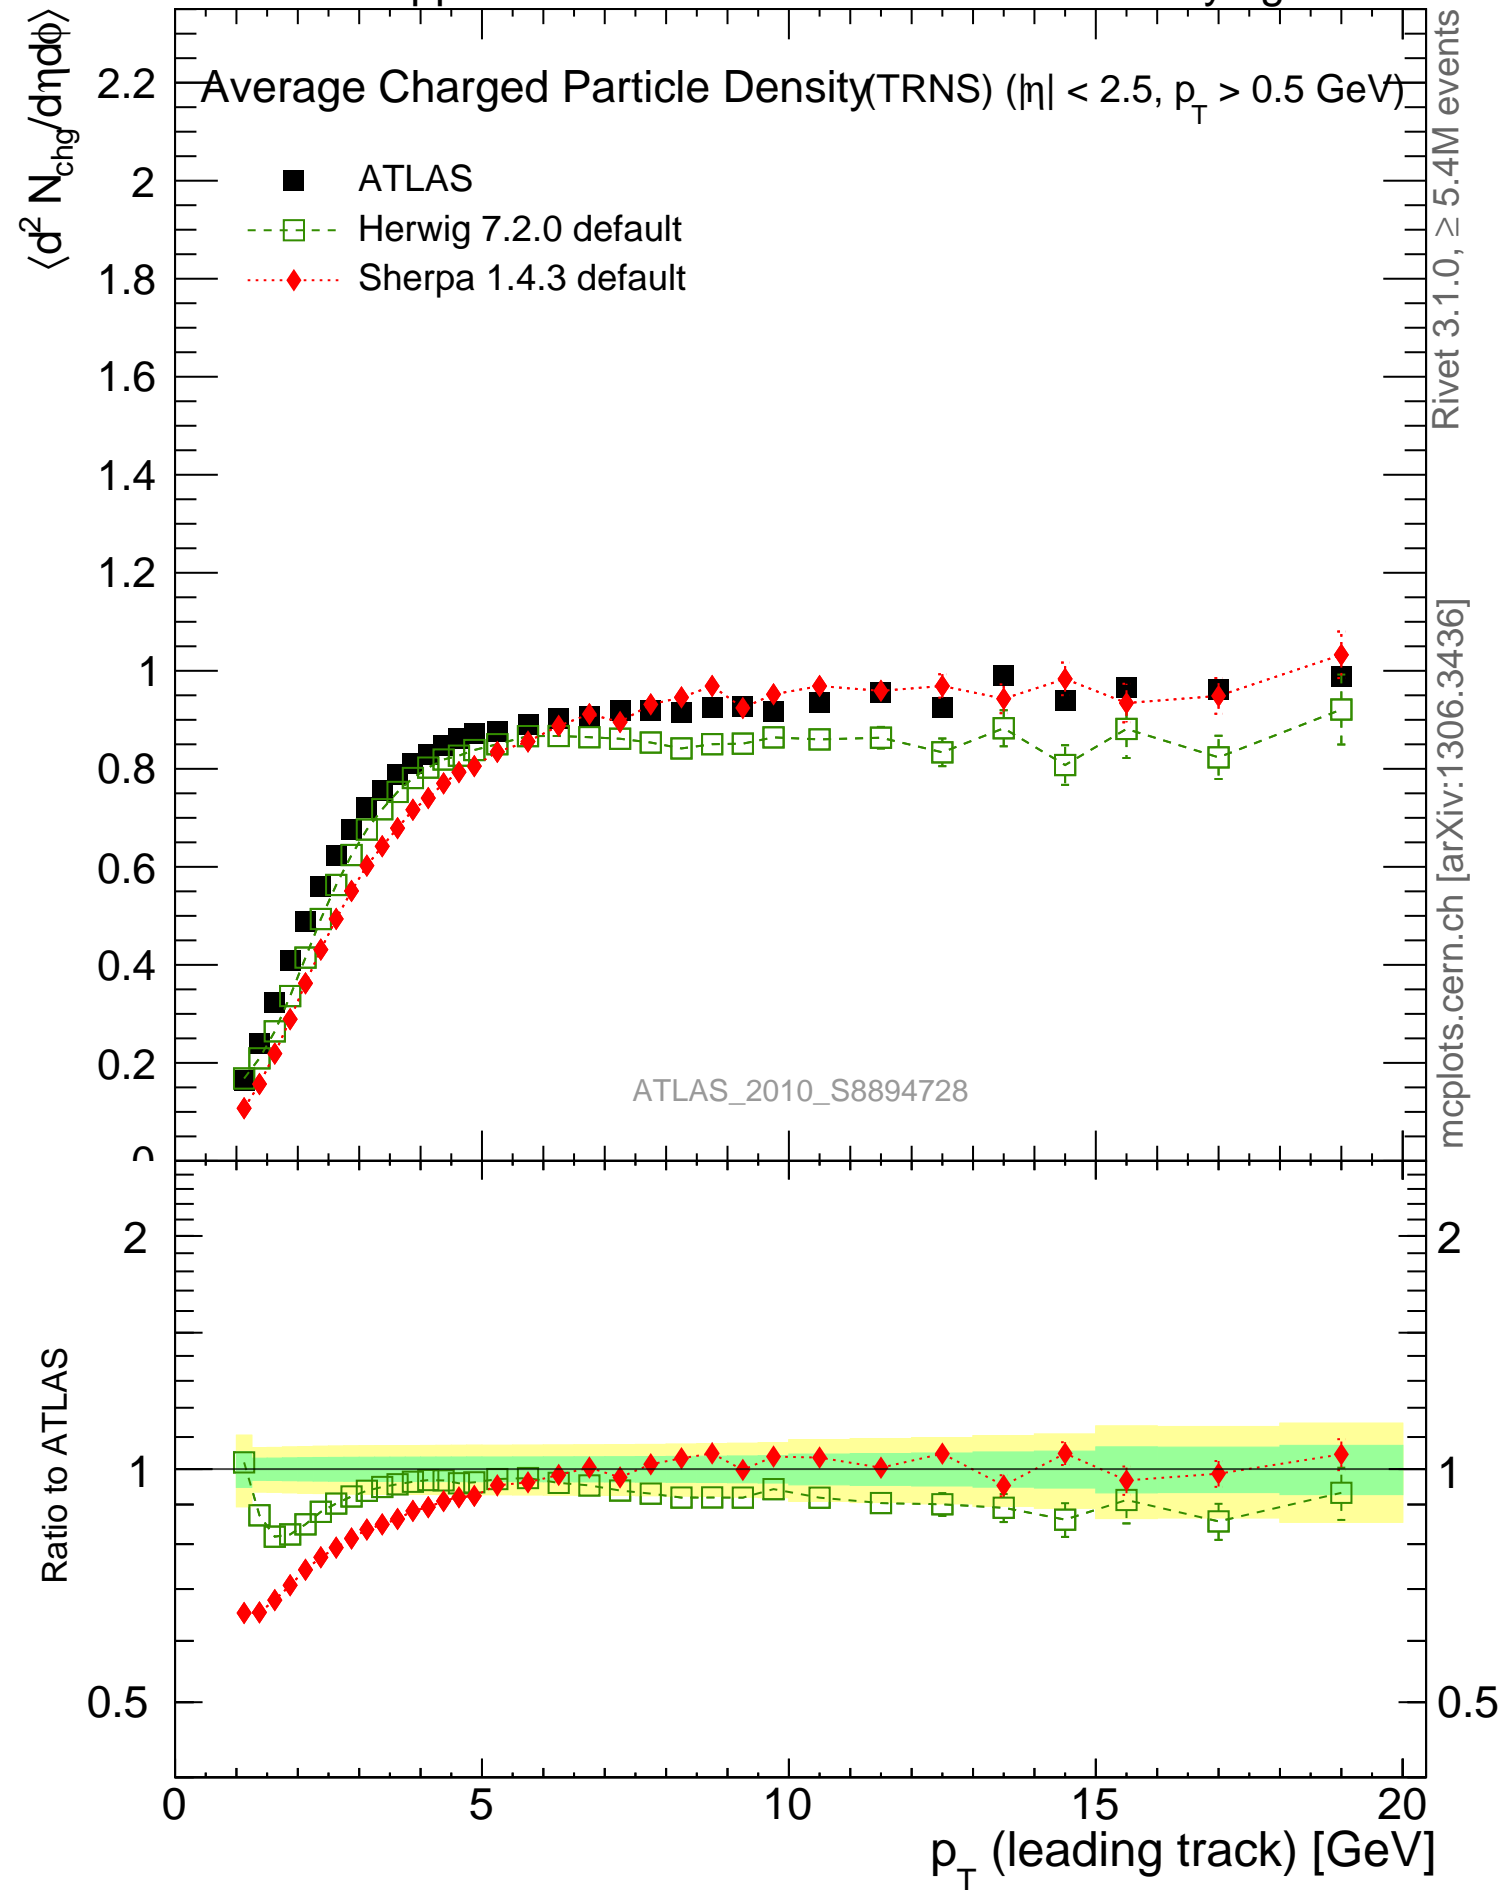 ⟨d² N_chg/dηdφ⟩
Average Charged Particle Density (TRNS) (|η| < 2.5, p_T > 0.5 GeV)
ATLAS
Herwig 7.2.0 default
Sherpa 1.4.3 default
2.2
2
1.8
1.6
1.4
1.2
1
0.8
0.6
0.4
0.2
0
ATLAS_2010_S8894728
Rivet 3.1.0, ≥ 5.4M events
mcplots.cern.ch [arXiv:1306.3436]
Ratio to ATLAS
2
1
0.5
2
1
0.5
0 5 10 15 20
p_T (leading track) [GeV]